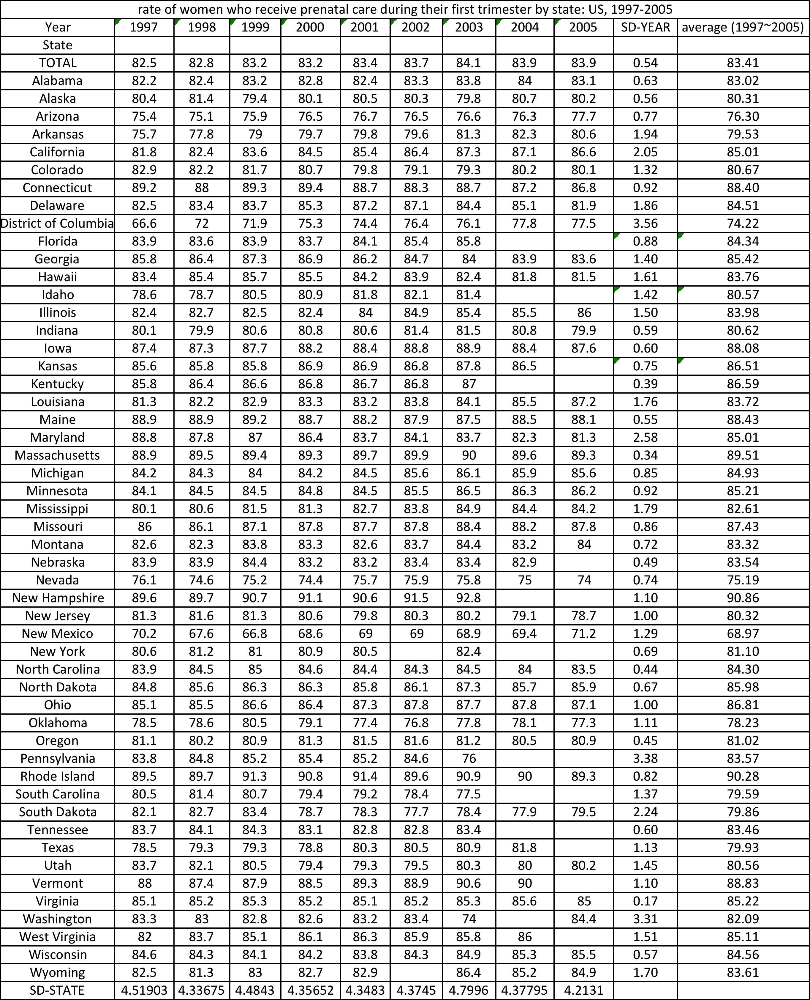 rate of women who receive prenatal care during their first trimester by state: US, 1997-2005
Year 1997 1998 1999 2000 2001 2002 2003 2004 2005 SD-YEAR average (1997~2005)
State
TOTAL 82.5 82.8 83.2 83.2 83.4 83.7 84.1 83.9 83.9 0.54 83.41
Alabama 82.2 82.4 83.2 82.8 82.4 83.3 83.8 84 83.1 0.63 83.02
Alaska 80.4 81.4 79.4 80.1 80.5 80.3 79.8 80.7 80.2 0.56 80.31
Arizona 75.4 75.1 75.9 76.5 76.7 76.5 76.6 76.3 77.7 0.77 76.30
Arkansas 75.7 77.8 79 79.7 79.8 79.6 81.3 82.3 80.6 1.94 79.53
California 81.8 82.4 83.6 84.5 85.4 86.4 87.3 87.1 86.6 2.05 85.01
Colorado 82.9 82.2 81.7 80.7 79.8 79.1 79.3 80.2 80.1 1.32 80.67
Connecticut 89.2 88 89.3 89.4 88.7 88.3 88.7 87.2 86.8 0.92 88.40
Delaware 82.5 83.4 83.7 85.3 87.2 87.1 84.4 85.1 81.9 1.86 84.51
District of Columbia 66.6 72 71.9 75.3 74.4 76.4 76.1 77.8 77.5 3.56 74.22
Florida 83.9 83.6 83.9 83.7 84.1 85.4 85.8 0.88 84.34
Georgia 85.8 86.4 87.3 86.9 86.2 84.7 84 83.9 83.6 1.40 85.42
Hawaii 83.4 85.4 85.7 85.5 84.2 83.9 82.4 81.8 81.5 1.61 83.76
Idaho 78.6 78.7 80.5 80.9 81.8 82.1 81.4 1.42 80.57
Illinois 82.4 82.7 82.5 82.4 84 84.9 85.4 85.5 86 1.50 83.98
Indiana 80.1 79.9 80.6 80.8 80.6 81.4 81.5 80.8 79.9 0.59 80.62
Iowa 87.4 87.3 87.7 88.2 88.4 88.8 88.9 88.4 87.6 0.60 88.08
Kansas 85.6 85.8 85.8 86.9 86.9 86.8 87.8 86.5 0.75 86.51
Kentucky 85.8 86.4 86.6 86.8 86.7 86.8 87 0.39 86.59
Louisiana 81.3 82.2 82.9 83.3 83.2 83.8 84.1 85.5 87.2 1.76 83.72
Maine 88.9 88.9 89.2 88.7 88.2 87.9 87.5 88.5 88.1 0.55 88.43
Maryland 88.8 87.8 87 86.4 83.7 84.1 83.7 82.3 81.3 2.58 85.01
Massachusetts 88.9 89.5 89.4 89.3 89.7 89.9 90 89.6 89.3 0.34 89.51
Michigan 84.2 84.3 84 84.2 84.5 85.6 86.1 85.9 85.6 0.85 84.93
Minnesota 84.1 84.5 84.5 84.8 84.5 85.5 86.5 86.3 86.2 0.92 85.21
Mississippi 80.1 80.6 81.5 81.3 82.7 83.8 84.9 84.4 84.2 1.79 82.61
Missouri 86 86.1 87.1 87.8 87.7 87.8 88.4 88.2 87.8 0.86 87.43
Montana 82.6 82.3 83.8 83.3 82.6 83.7 84.4 83.2 84 0.72 83.32
Nebraska 83.9 83.9 84.4 83.2 83.2 83.4 83.4 82.9 0.49 83.54
Nevada 76.1 74.6 75.2 74.4 75.7 75.9 75.8 75 74 0.74 75.19
New Hampshire 89.6 89.7 90.7 91.1 90.6 91.5 92.8 1.10 90.86
New Jersey 81.3 81.6 81.3 80.6 79.8 80.3 80.2 79.1 78.7 1.00 80.32
New Mexico 70.2 67.6 66.8 68.6 69 69 68.9 69.4 71.2 1.29 68.97
New York 80.6 81.2 81 80.9 80.5 82.4 0.69 81.10
North Carolina 83.9 84.5 85 84.6 84.4 84.3 84.5 84 83.5 0.44 84.30
North Dakota 84.8 85.6 86.3 86.3 85.8 86.1 87.3 85.7 85.9 0.67 85.98
Ohio 85.1 85.5 86.6 86.4 87.3 87.8 87.7 87.8 87.1 1.00 86.81
Oklahoma 78.5 78.6 80.5 79.1 77.4 76.8 77.8 78.1 77.3 1.11 78.23
Oregon 81.1 80.2 80.9 81.3 81.5 81.6 81.2 80.5 80.9 0.45 81.02
Pennsylvania 83.8 84.8 85.2 85.4 85.2 84.6 76 3.38 83.57
Rhode Island 89.5 89.7 91.3 90.8 91.4 89.6 90.9 90 89.3 0.82 90.28
South Carolina 80.5 81.4 80.7 79.4 79.2 78.4 77.5 1.37 79.59
South Dakota 82.1 82.7 83.4 78.7 78.3 77.7 78.4 77.9 79.5 2.24 79.86
Tennessee 83.7 84.1 84.3 83.1 82.8 82.8 83.4 0.60 83.46
Texas 78.5 79.3 79.3 78.8 80.3 80.5 80.9 81.8 1.13 79.93
Utah 83.7 82.1 80.5 79.4 79.3 79.5 80.3 80 80.2 1.45 80.56
Vermont 88 87.4 87.9 88.5 89.3 88.9 90.6 90 1.10 88.83
Virginia 85.1 85.2 85.3 85.2 85.1 85.2 85.3 85.6 85 0.17 85.22
Washington 83.3 83 82.8 82.6 83.2 83.4 74 84.4 3.31 82.09
West Virginia 82 83.7 85.1 86.1 86.3 85.9 85.8 86 1.51 85.11
Wisconsin 84.6 84.3 84.1 84.2 83.8 84.3 84.9 85.3 85.5 0.57 84.56
Wyoming 82.5 81.3 83 82.7 82.9 86.4 85.2 84.9 1.70 83.61
SD-STATE 4.51903 4.33675 4.4843 4.35652 4.3483 4.3745 4.7996 4.37795 4.2131